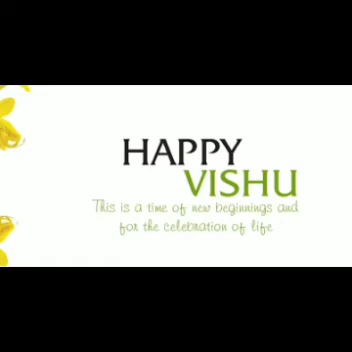 HAPPY
VISHU
This is a time of new beginnings and
for the celebration of life